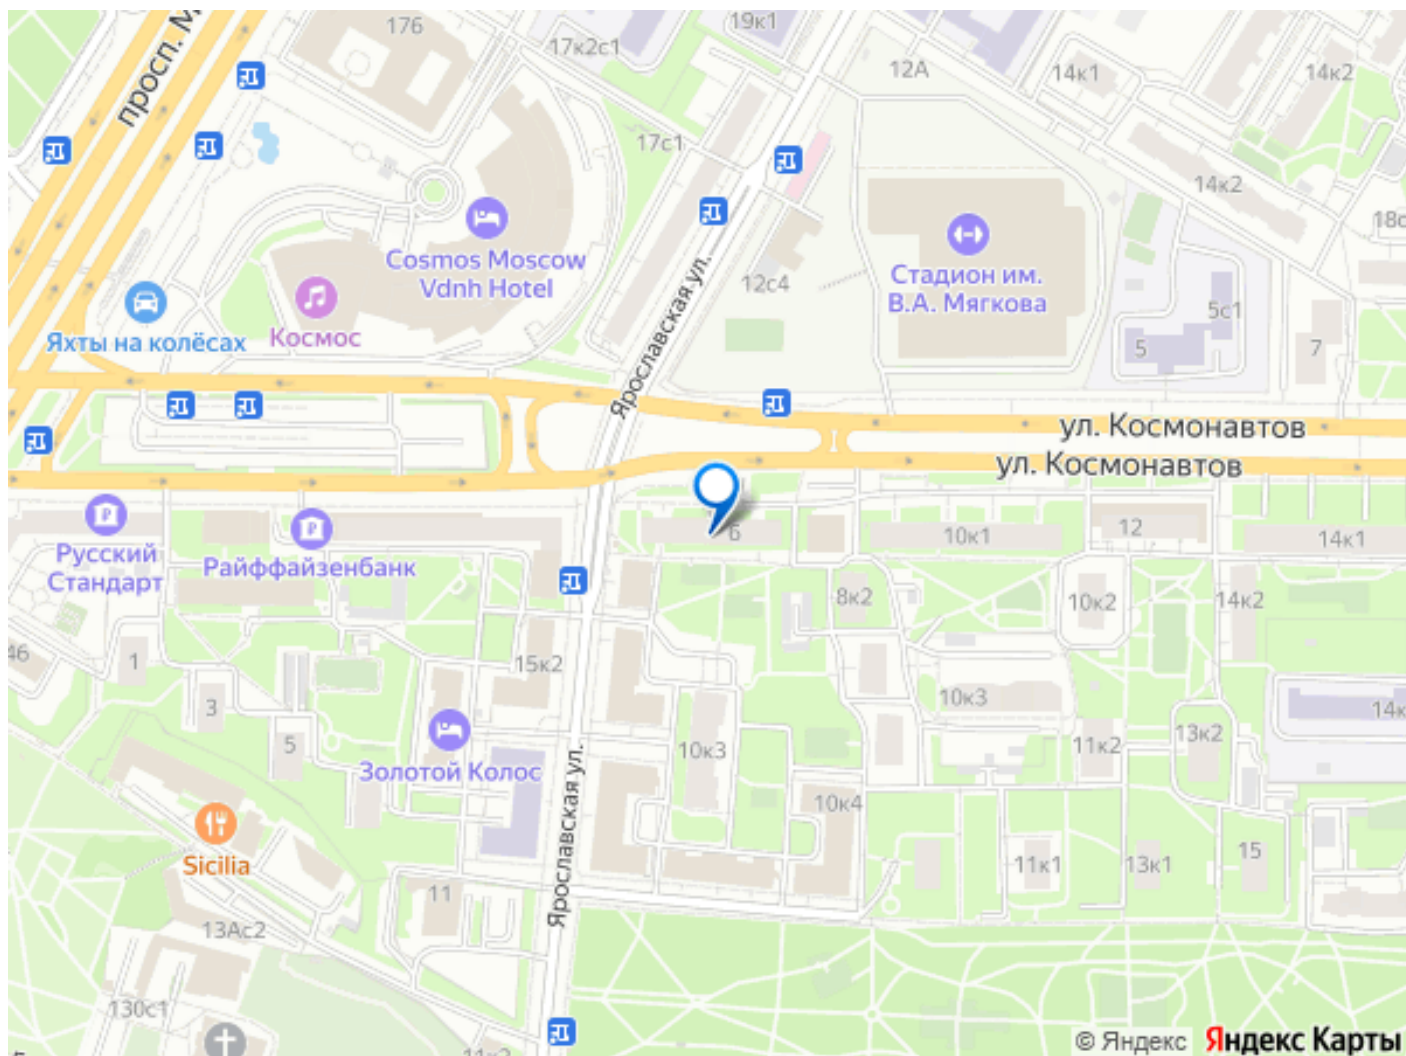 просп. М
176
17к2с1
19к1
12А
14к1
14к2
17с1
14к2
18с
Cosmos Moscow
Vdnh Hotel
12с4
Стадион им.
В.А. Мягкова
5с1
Яхты на колёсах
Космос
Ярославская ул.
5
7
ул. Космонавтов
ул. Космонавтов
Русский
Стандарт
Райффайзенбанк
6
10к1
12
14к1
8к2
10к2
14к2
46
1
15к2
3
5
10к3
10к3
11к2
13к2
14к
Золотой Колос
Ярославская ул.
10к4
Sicilia
11
11к1
13к1
15
13Ас2
130с1
11к2
© Яндекс
Яндекс Карты